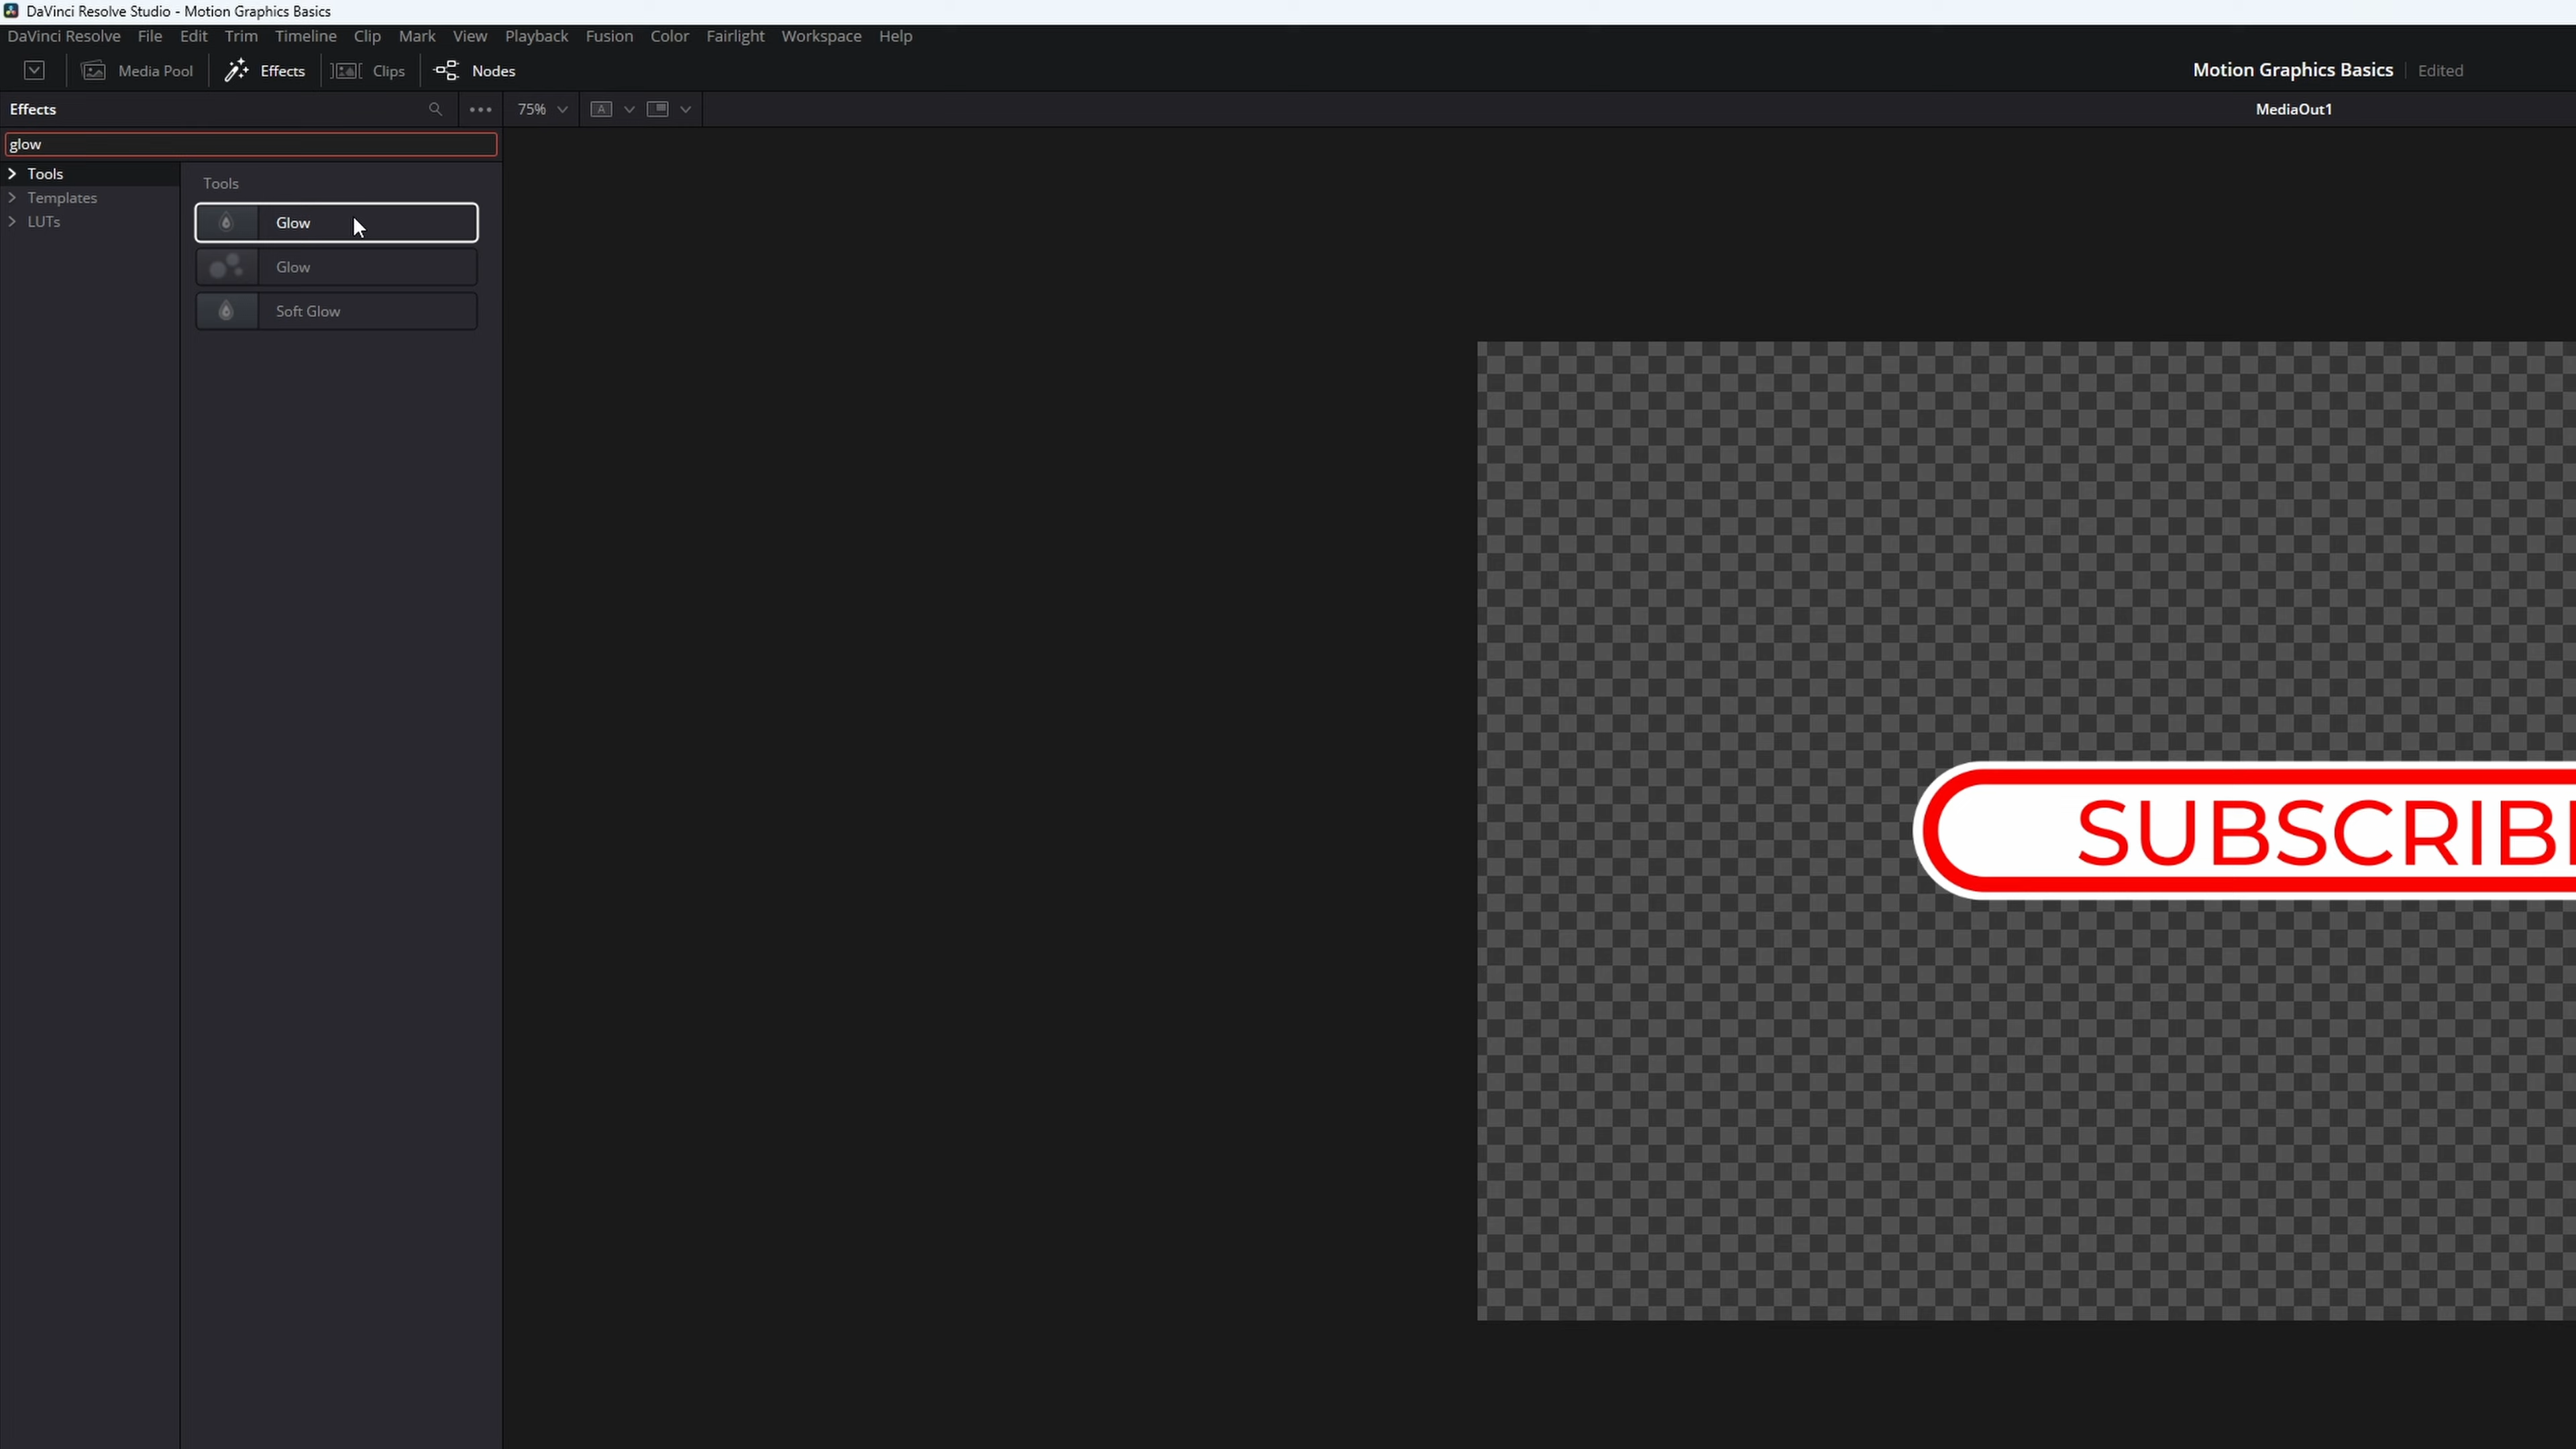 DaVinci Resolve Studio - Motion Graphics Basics
DaVinci Resolve File Edit Trim Timeline Clip Mark View Playback Fusion Color Fairlight Workspace Help
Media Pool Effects Clips Nodes Motion Graphics Basics Edited
Effects 75% A MediaOut1
glow
Tools
Templates
LUTs
Tools
Glow
Glow
Soft Glow
SUBSCRIBE